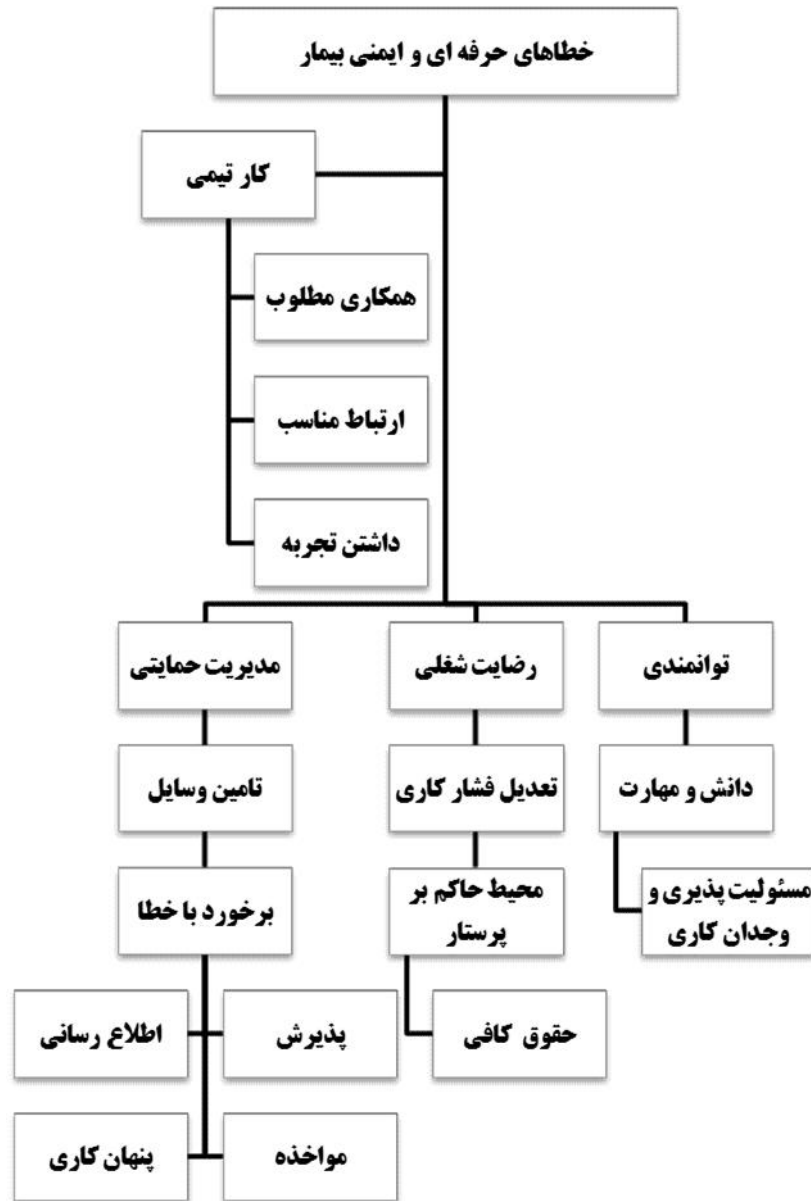 خطاهای حرفه ای و ایمنی بیمار
کار تیمی
همکاری مطلوب
ارتباط مناسب
داشتن تجربه
توانمندی
رضایت شغلی
مدیریت حمایتی
دانش و مهارت
تعدیل فشار کاری
تامین وسایل
مسئولیت پذیری و
وجدان کاری
محیط حاکم بر
پرستار
برخورد با خطا
حقوق کافی
پذیرش
اطلاع رسانی
مواخذه
پنهان کاری